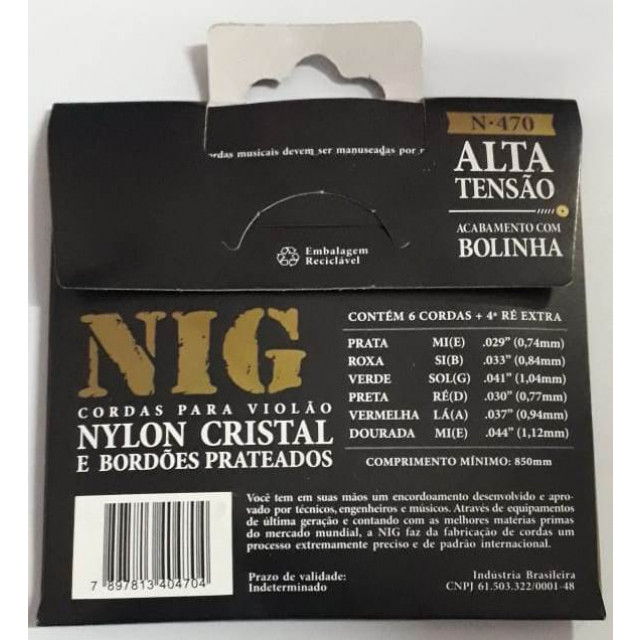 N·470
ALTA
TENSÃO
ACABAMENTO COM
BOLINHA
ordas musicais devem ser manuseadas por
Embalagem
Reciclável
NIG
CORDAS PARA VIOLÃO
NYLON CRISTAL
E BORDÕES PRATEADOS
CONTÉM 6 CORDAS + 4ª RÉ EXTRA
PRATA MI(E) .029" (0,74mm)
ROXA SI(B) .033" (0,84mm)
VERDE SOL(G) .041" (1,04mm)
PRETA RÉ(D) .030" (0,77mm)
VERMELHA LÁ(A) .037" (0,94mm)
DOURADA MI(E) .044" (1,12mm)
COMPRIMENTO MÍNIMO: 850mm
Você tem em suas mãos um encordoamento desenvolvido e apro-
vado por técnicos, engenheiros e músicos. Através de equipamentos
de última geração e contando com as melhores matérias primas
do mercado mundial, a NIG faz da fabricação de cordas um
processo extremamente preciso e de padrão internacional.
7 897813 404704
Prazo de validade:
Indeterminado
Indústria Brasileira
CNPJ 61.503.322/0001-48